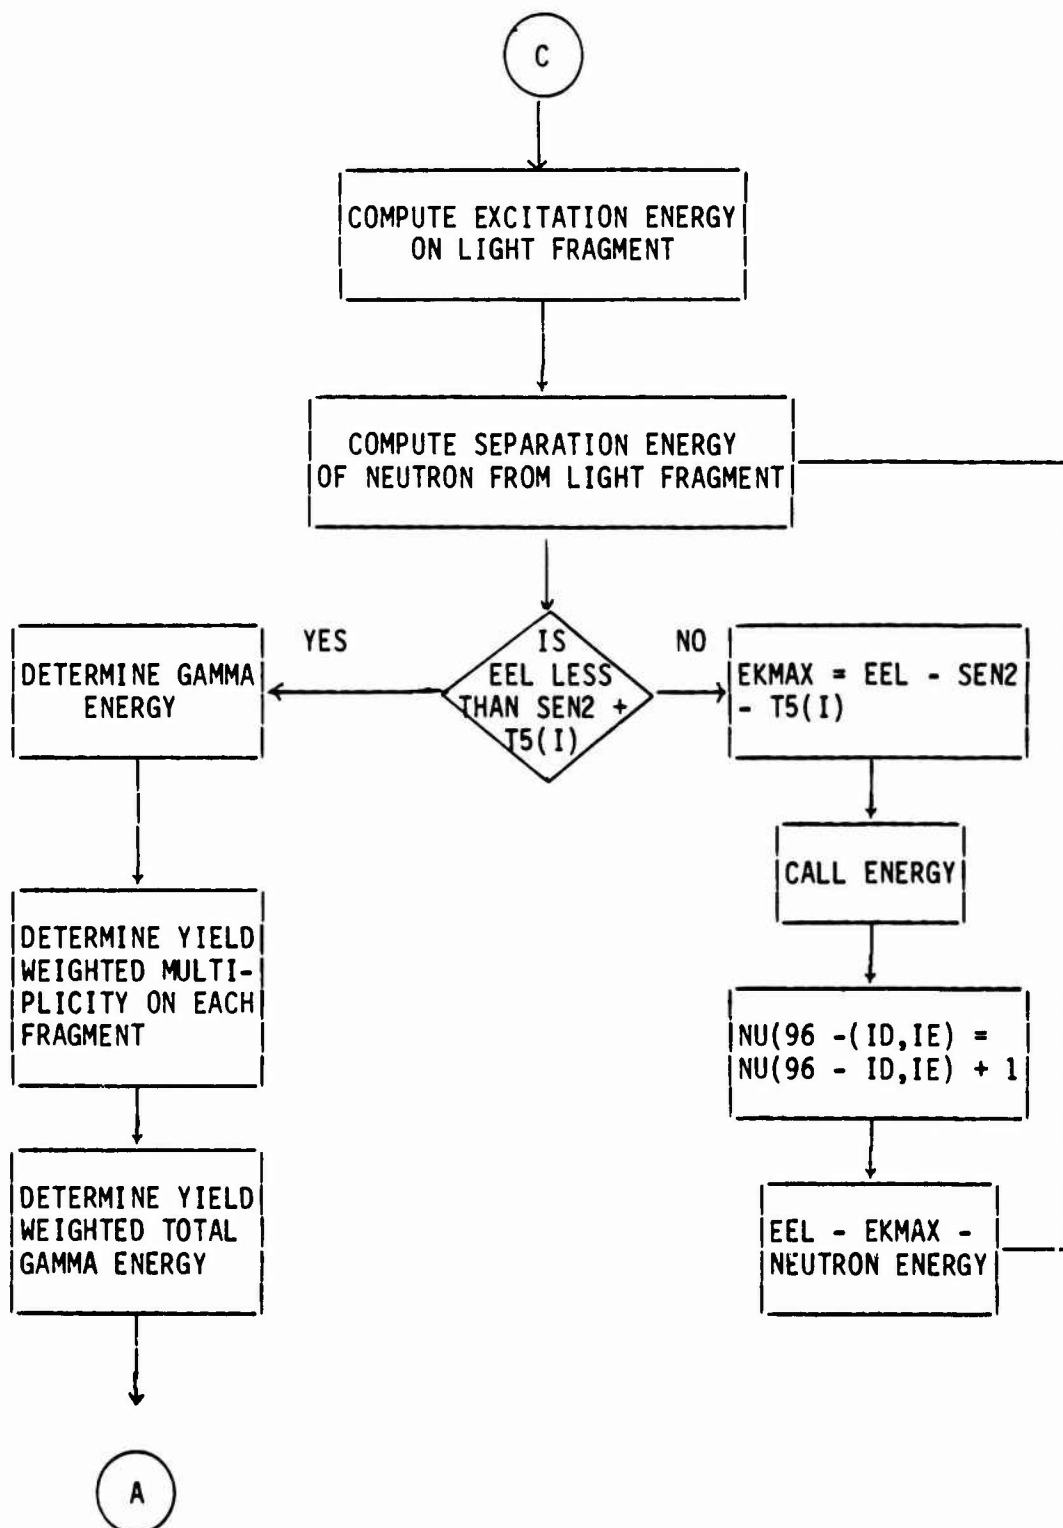 C
COMPUTE EXCITATION ENERGY
ON LIGHT FRAGMENT
COMPUTE SEPARATION ENERGY
OF NEUTRON FROM LIGHT FRAGMENT
IS
EEL LESS
THAN SEN2 +
T5(I)
YES
NO
DETERMINE GAMMA
ENERGY
DETERMINE YIELD
WEIGHTED MULTI-
PLICITY ON EACH
FRAGMENT
DETERMINE YIELD
WEIGHTED TOTAL
GAMMA ENERGY
A
EKMAX = EEL - SEN2
- T5(I)
CALL ENERGY
NU(96 -(ID,IE) =
NU(96 - ID,IE) + 1
EEL - EKMAX -
NEUTRON ENERGY